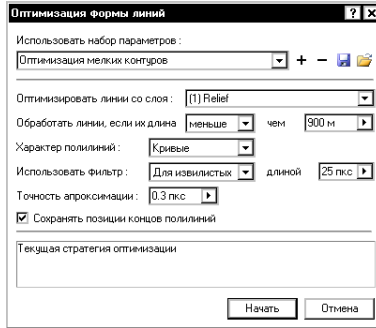 Оптимизация формы линий
Использовать набор параметров :
Оптимизация мелких контуров
Оптимизировать линии со слоя : (1) Relief
Обработать линии, если их длина меньше чем 900 м
Характер полилиний : Кривые
Использовать фильтр : Для извилистых длиной 25 пкс
Точность апроксимации : 0.3 пкс
Сохранять позиции концов полилиний
Текущая стратегия оптимизации
Начать Отмена